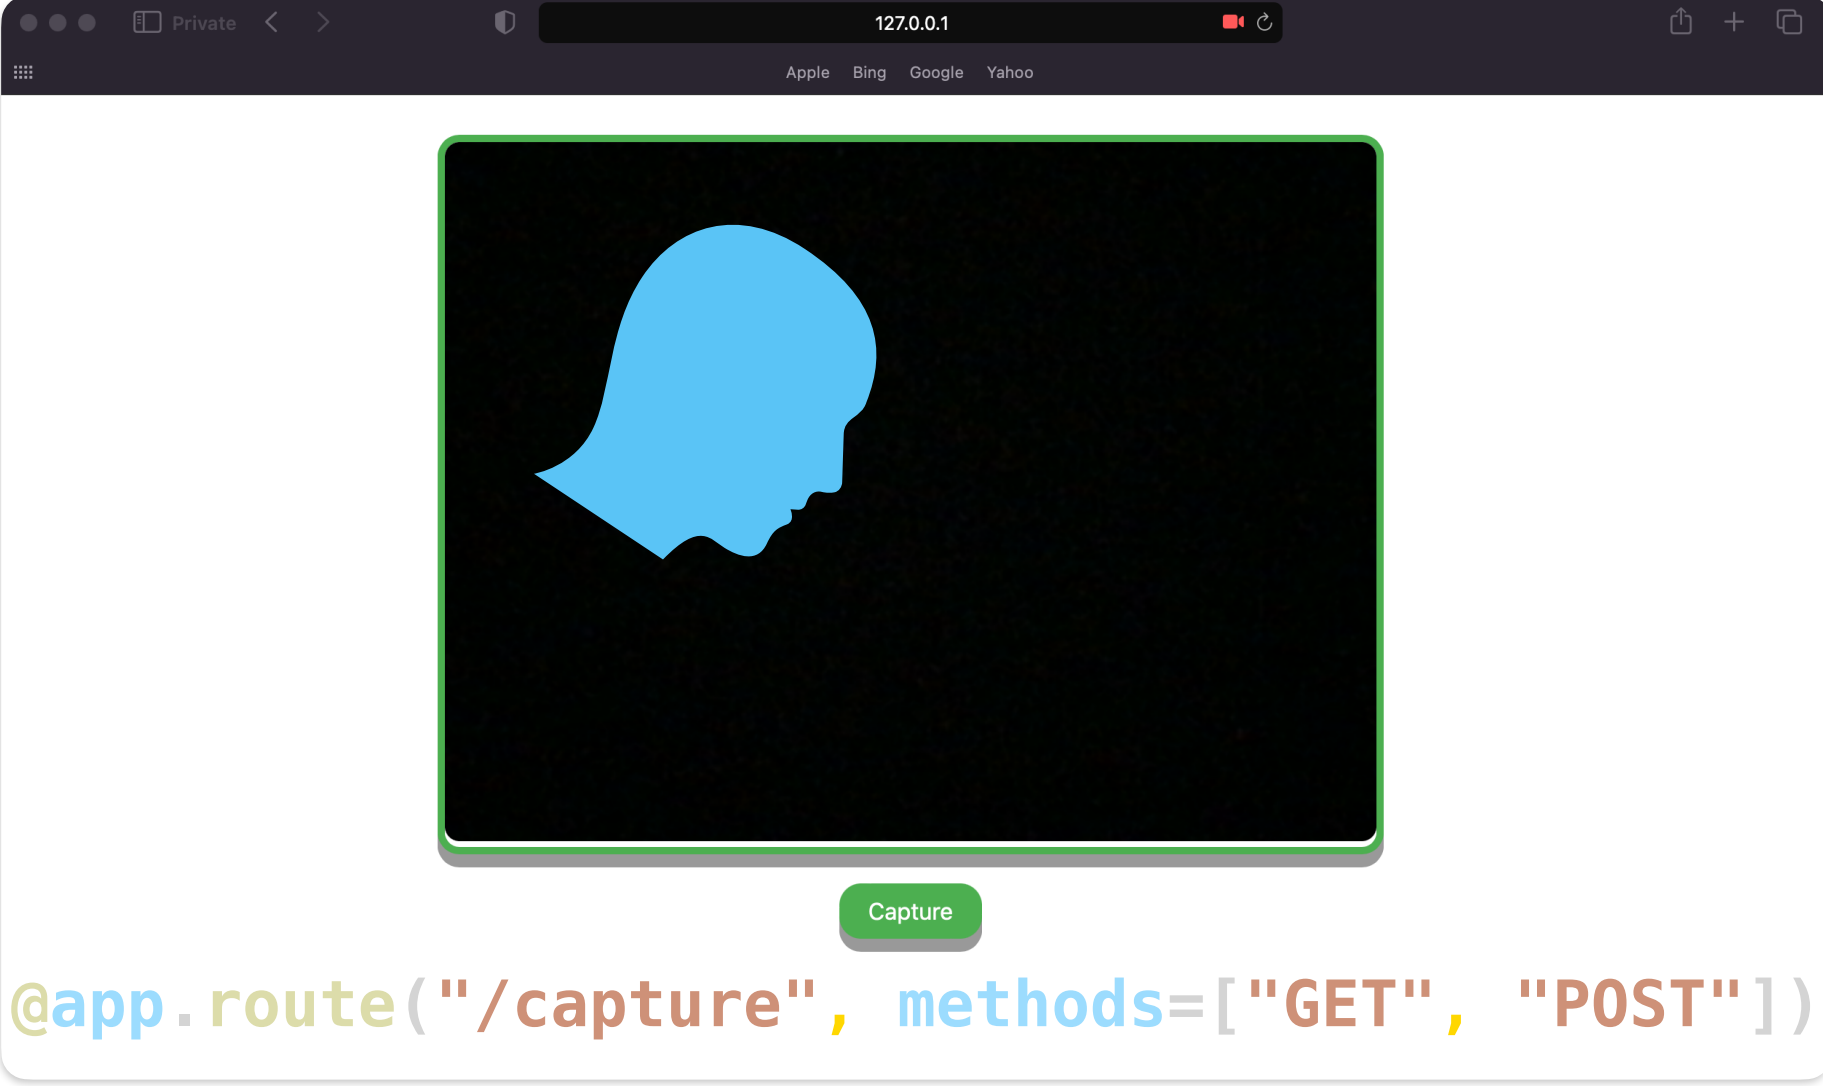 Private
127.0.0.1
Apple Bing Google Yahoo
Capture
@app.route("/capture", methods=["GET", "POST"])